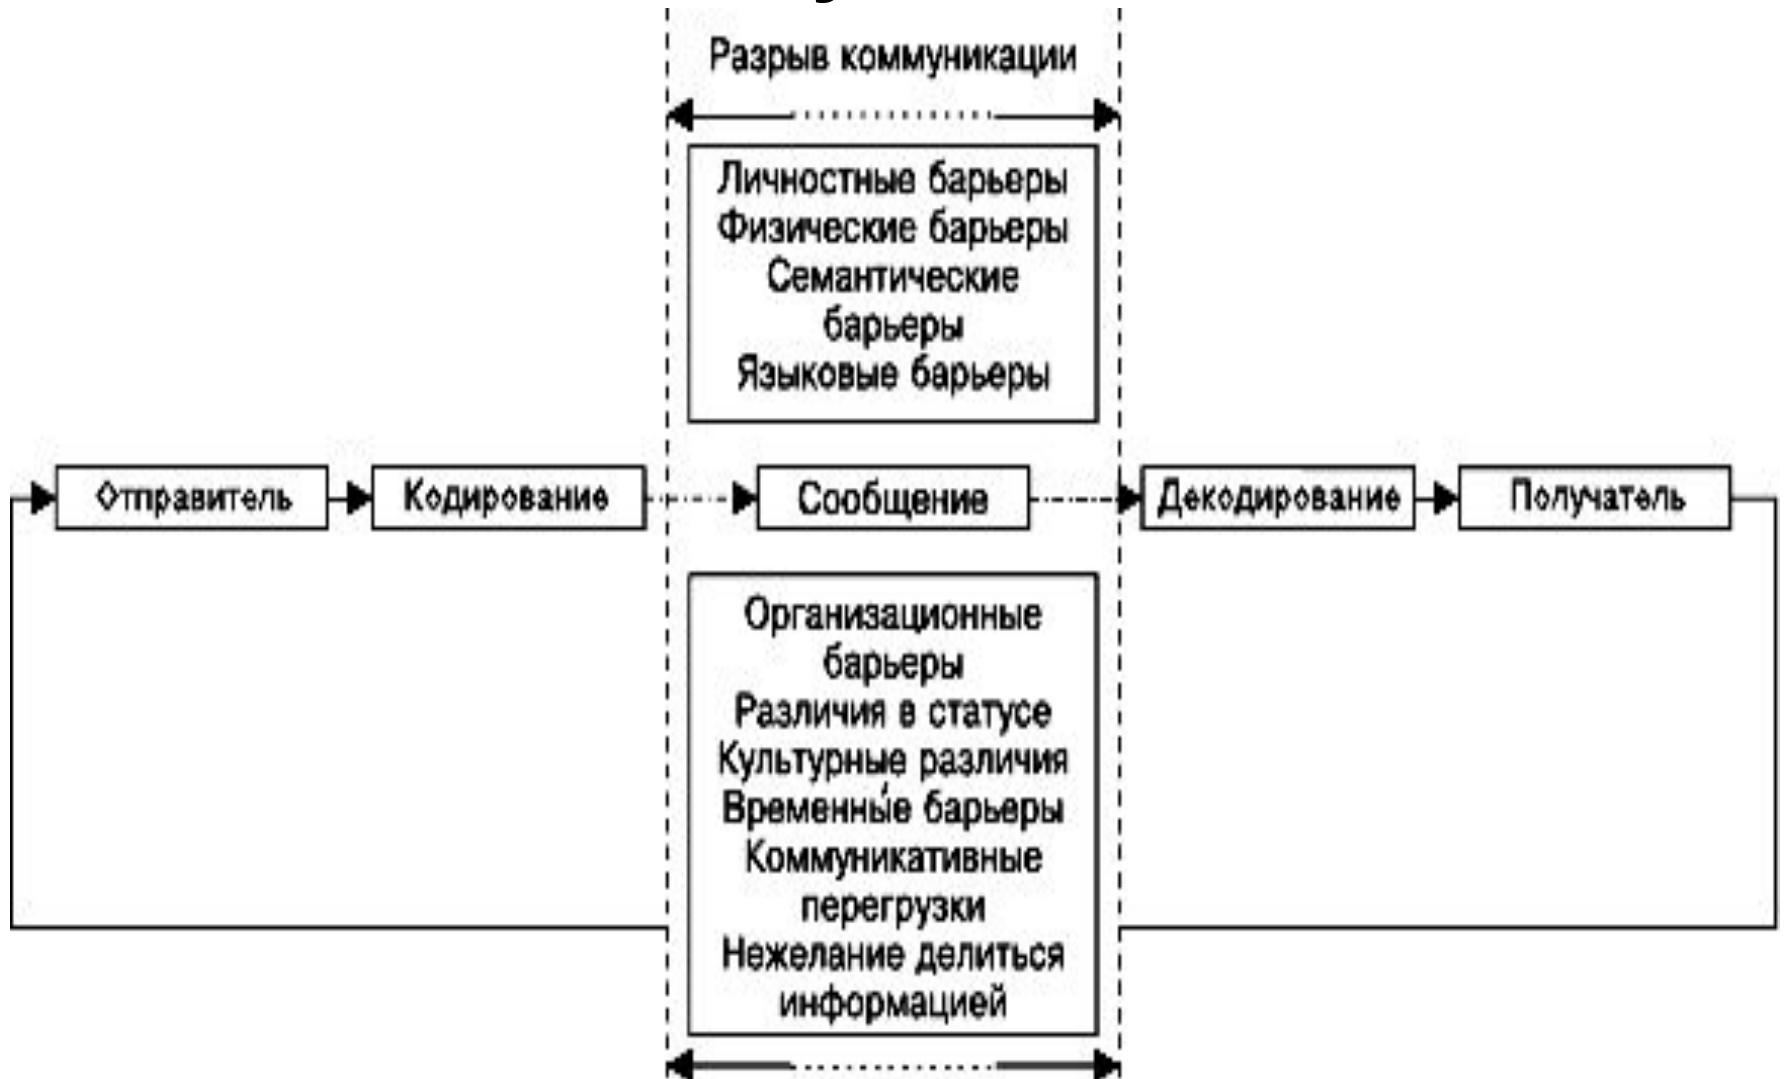 Разрыв коммуникации
Личностные барьеры
Физические барьеры
Семантические
барьеры
Языковые барьеры
Отправитель
Кодирование
Сообщение
Декодирование
Получатель
Организационные
барьеры
Различия в статусе
Культурные различия
Временны́е барьеры
Коммуникативные
перегрузки
Нежелание делиться
информацией